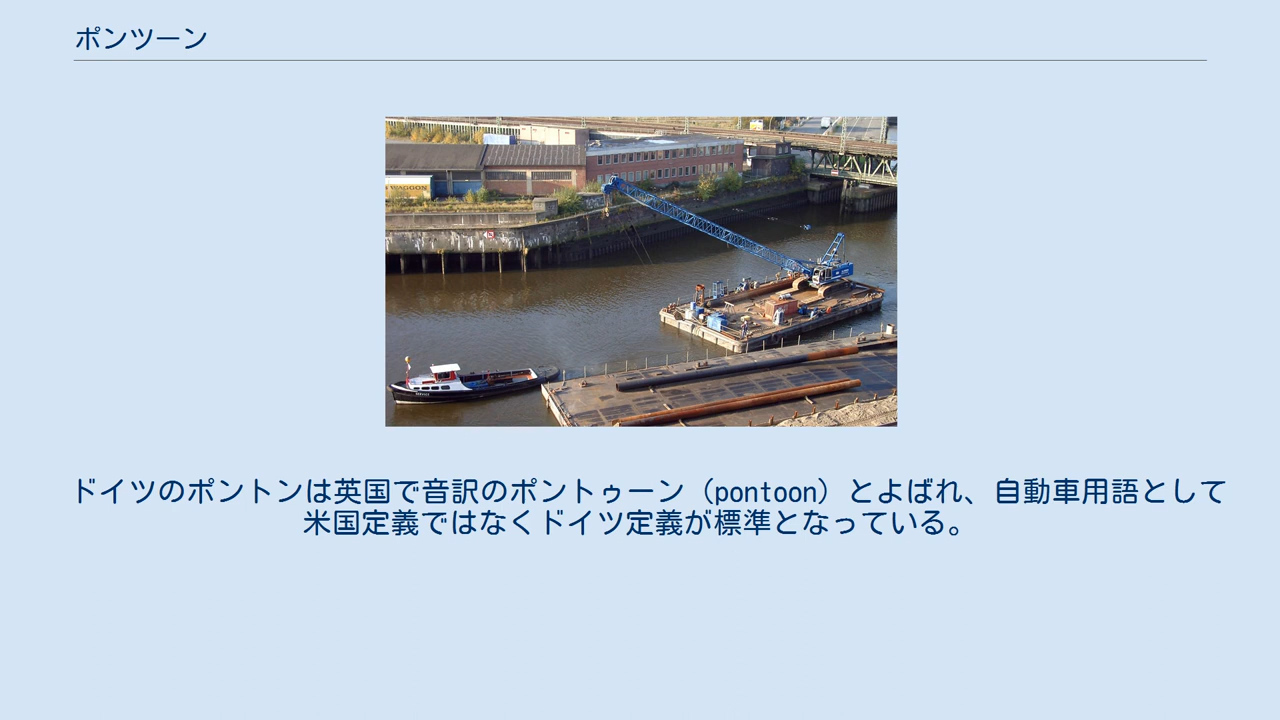 ポンツーン
WAGGON
ドイツのポントンは英国で音訳のポントゥーン（pontoon）とよばれ、自動車用語として
米国定義ではなくドイツ定義が標準となっている。